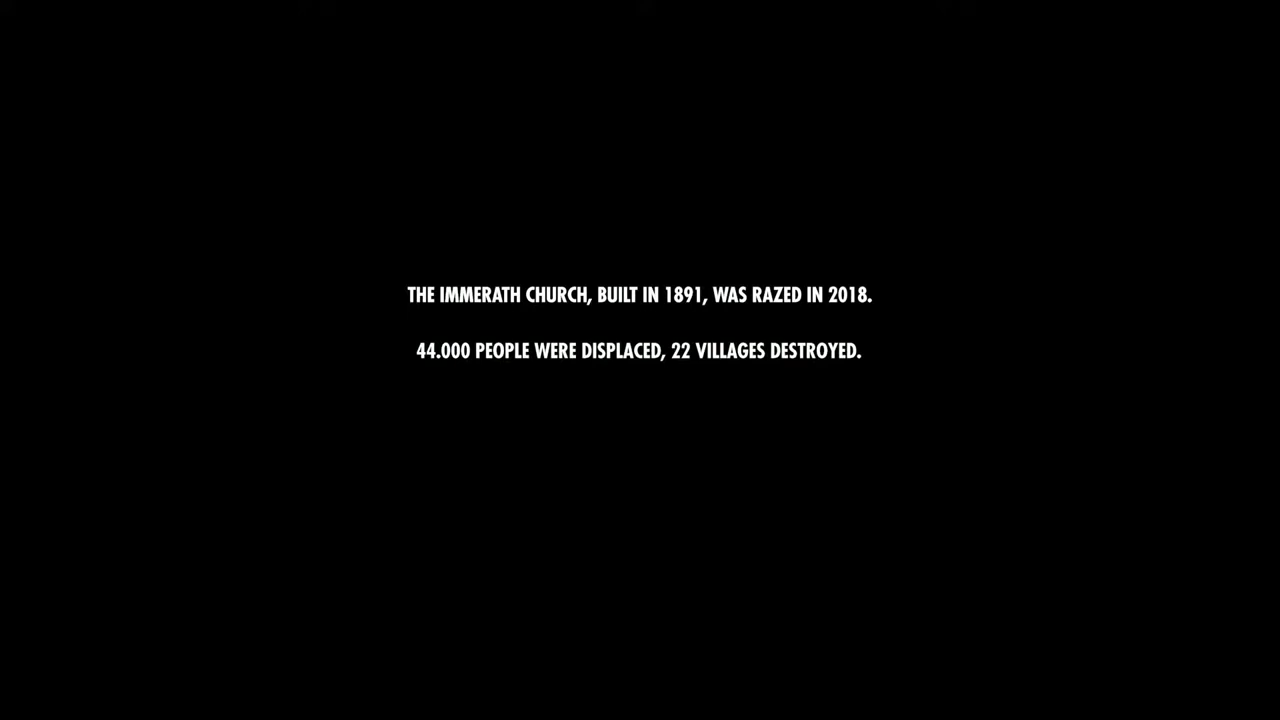 THE IMMERATH CHURCH, BUILT IN 1891, WAS RAZED IN 2018.
44.000 PEOPLE WERE DISPLACED, 22 VILLAGES DESTROYED.